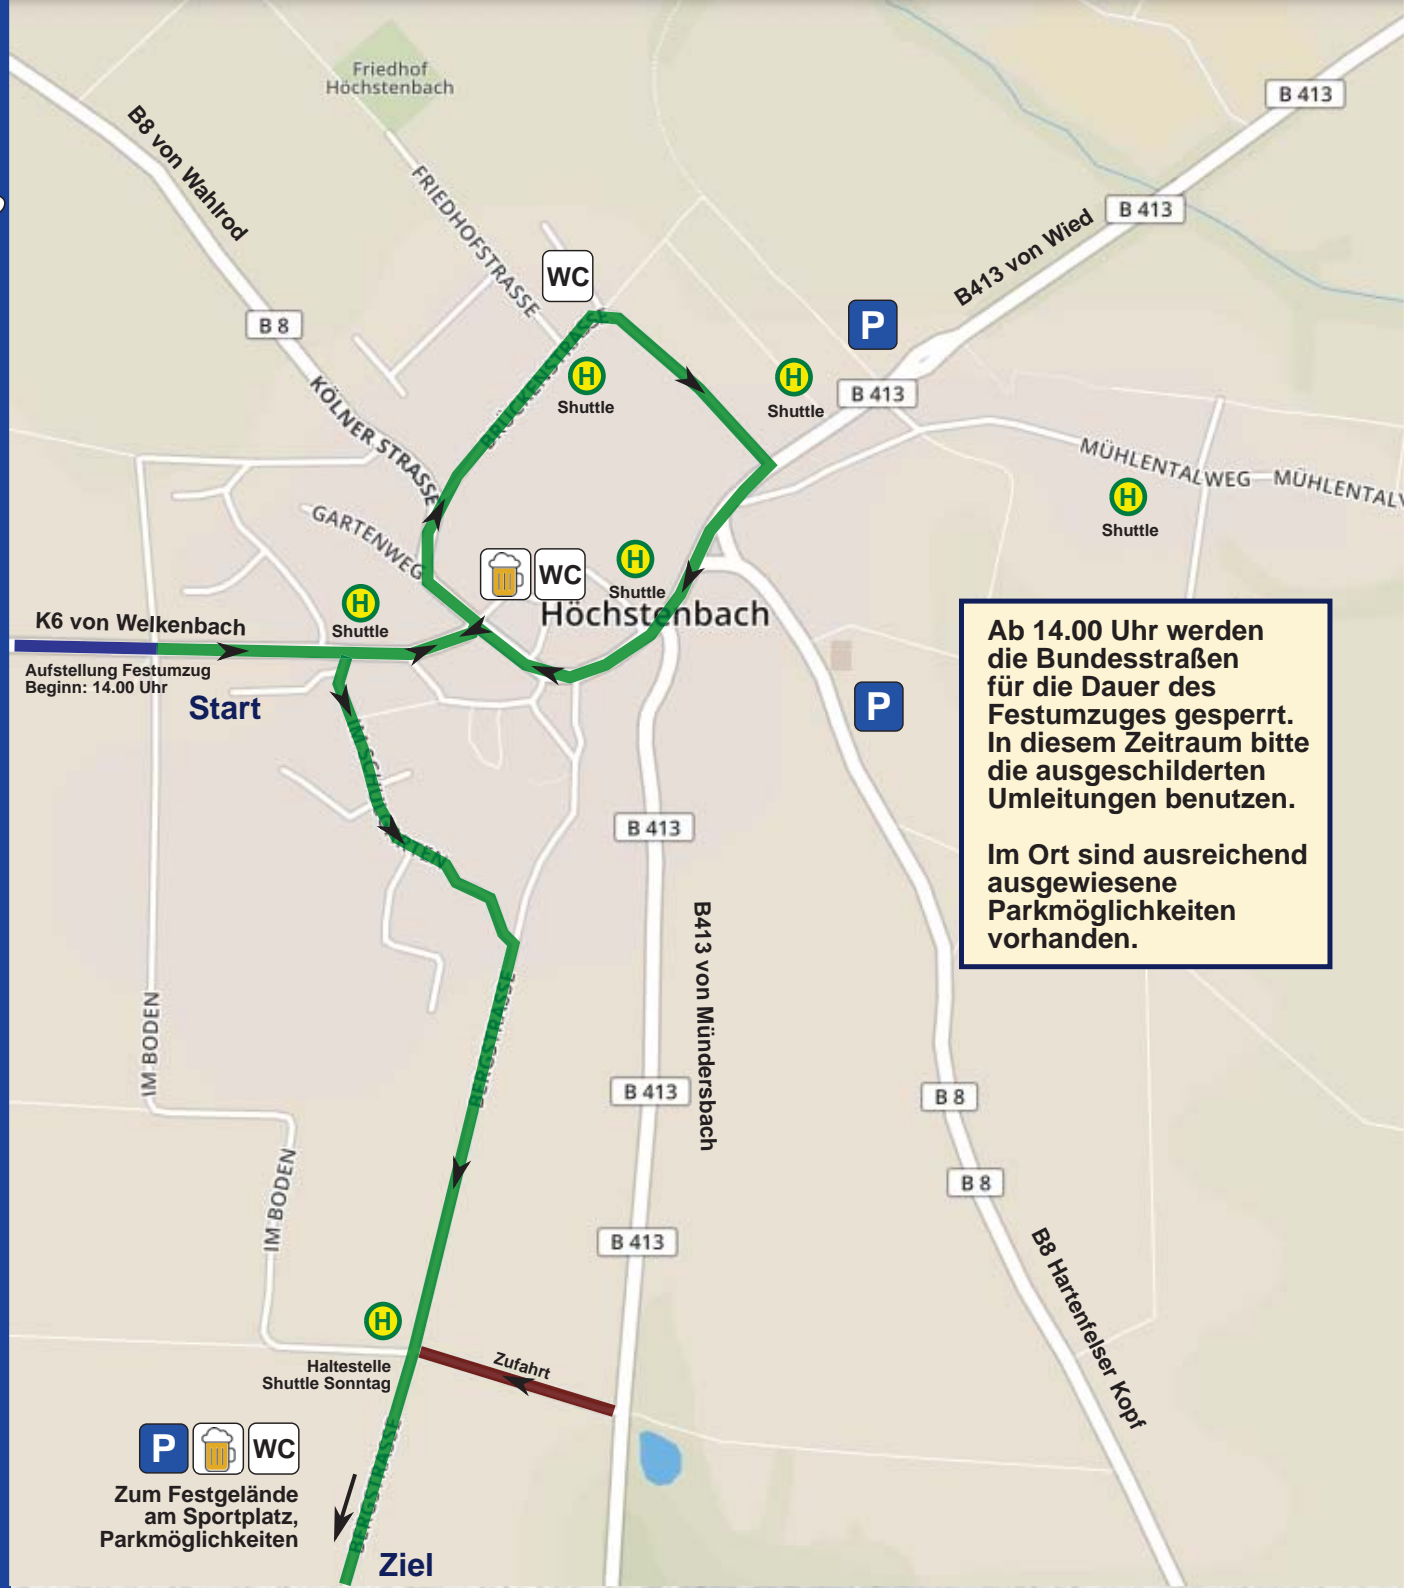 Friedhof
Höchstenbach
B 413
B8 von Wahlrod
FRIEDHOFSTRASSE
B 413
B413 von Wied
WC
B 8
P
BRÜCKENSTRASSE
H
Shuttle
H
Shuttle
B 413
KÖLNER STRASSE
MÜHLENTALWEG
MÜHLENTALW
H
Shuttle
GARTENWEG
WC
H
Shuttle
Höchstenbach
H
Shuttle
K6 von Welkenbach
Aufstellung Festumzug
Beginn: 14.00 Uhr
Start
Ab 14.00 Uhr werden
die Bundesstraßen
für die Dauer des
Festumzuges gesperrt.
In diesem Zeitraum bitte
die ausgeschilderten
Umleitungen benutzen.
Im Ort sind ausreichend
ausgewiesene
Parkmöglichkeiten
vorhanden.
P
IM SCHULGARTEN
B 413
B413 von Mündersbach
BERGSTRASSE
IM BODEN
B 413
B 8
IM BODEN
B 8
B 413
B8 Hartenfelser Kopf
H
Haltestelle
Shuttle Sonntag
Zufahrt
P
WC
Zum Festgelände
am Sportplatz,
Parkmöglichkeiten
BERGSTRASSE
Ziel